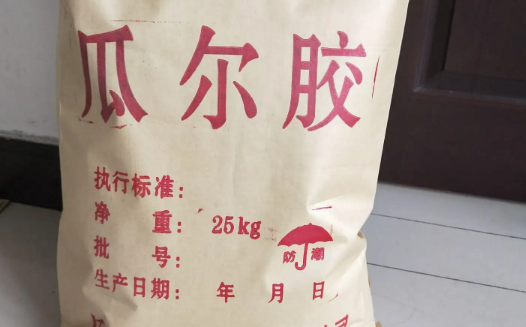 瓜尔胶
执行标准:
净 重: 25kg
防潮
批 号:
生产日期: 年 月 日